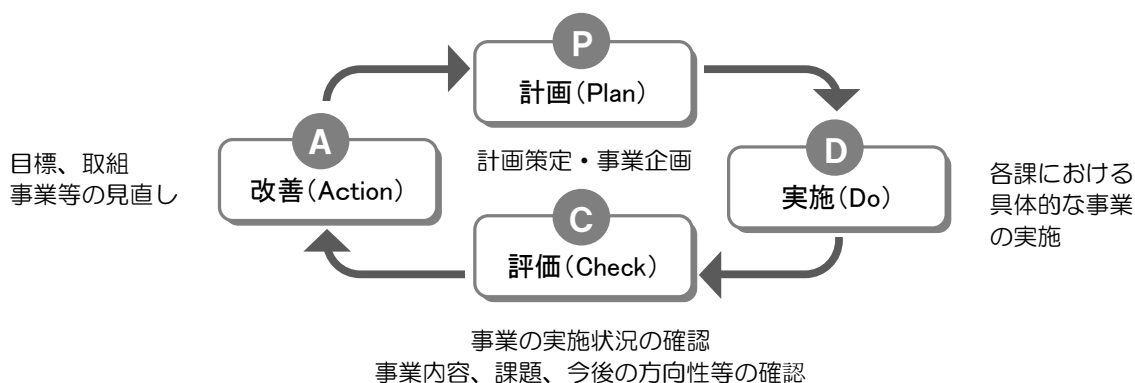 P
計画（Plan）
計画策定・事業企画
D
実施（Do）
各課における
具体的な事業
の実施
C
評価（Check）
事業の実施状況の確認
事業内容、課題、今後の方向性等の確認
A
改善（Action）
目標、取組
事業等の見直し